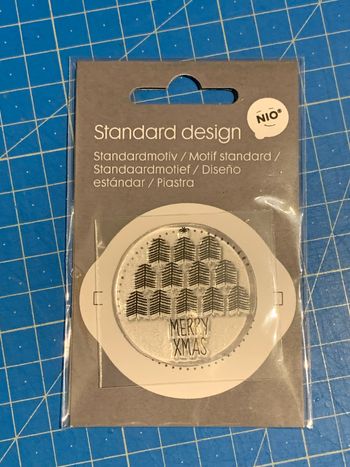 NIO®
Standard design
Standardmotiv / Motif standard /
Standaardmotief / Diseño
estándar / Piastra
MERRY
XMAS